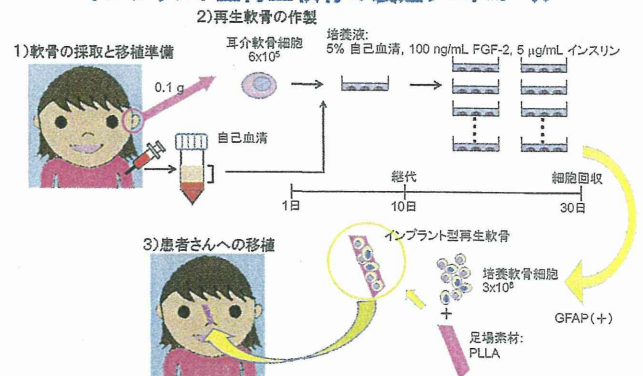 2)再生軟骨の作製
1)軟骨の採取と移植準備
耳介軟骨細胞
6x10⁵
培養液:
5% 自己血清, 100 ng/mL FGF-2, 5 μg/mL インスリン
0.1 g
自己血清
継代
細胞回収
1日
10日
30日
3)患者さんへの移植
インプラント型再生軟骨
培養軟骨細胞
+
GFAP(+)
足場素材:
PLLA